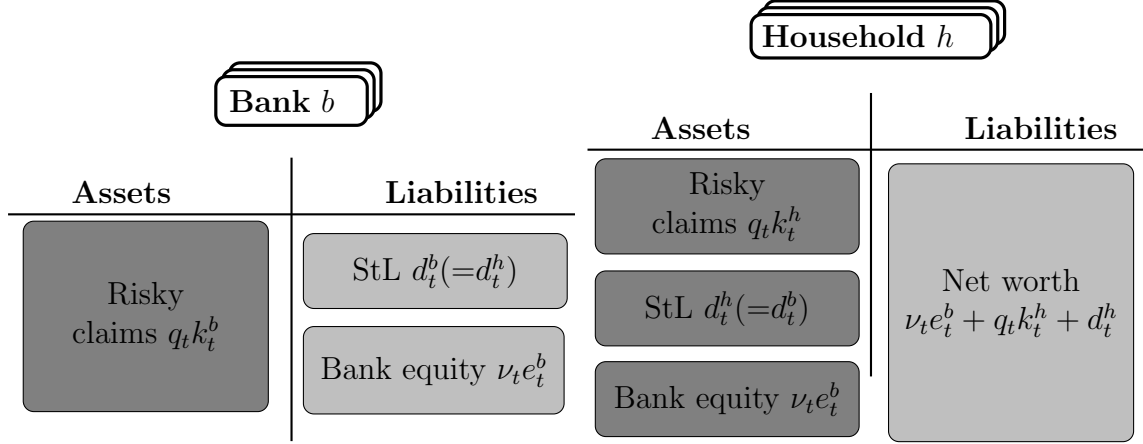 Bank b
Assets
Liabilities
Risky
claims q_t k_t^b
StL d_t^b(=d_t^h)
Bank equity ν_t e_t^b
Household h
Assets
Liabilities
Risky
claims q_t k_t^h
StL d_t^h(=d_t^b)
Bank equity ν_t e_t^b
Net worth
ν_t e_t^b + q_t k_t^h + d_t^h